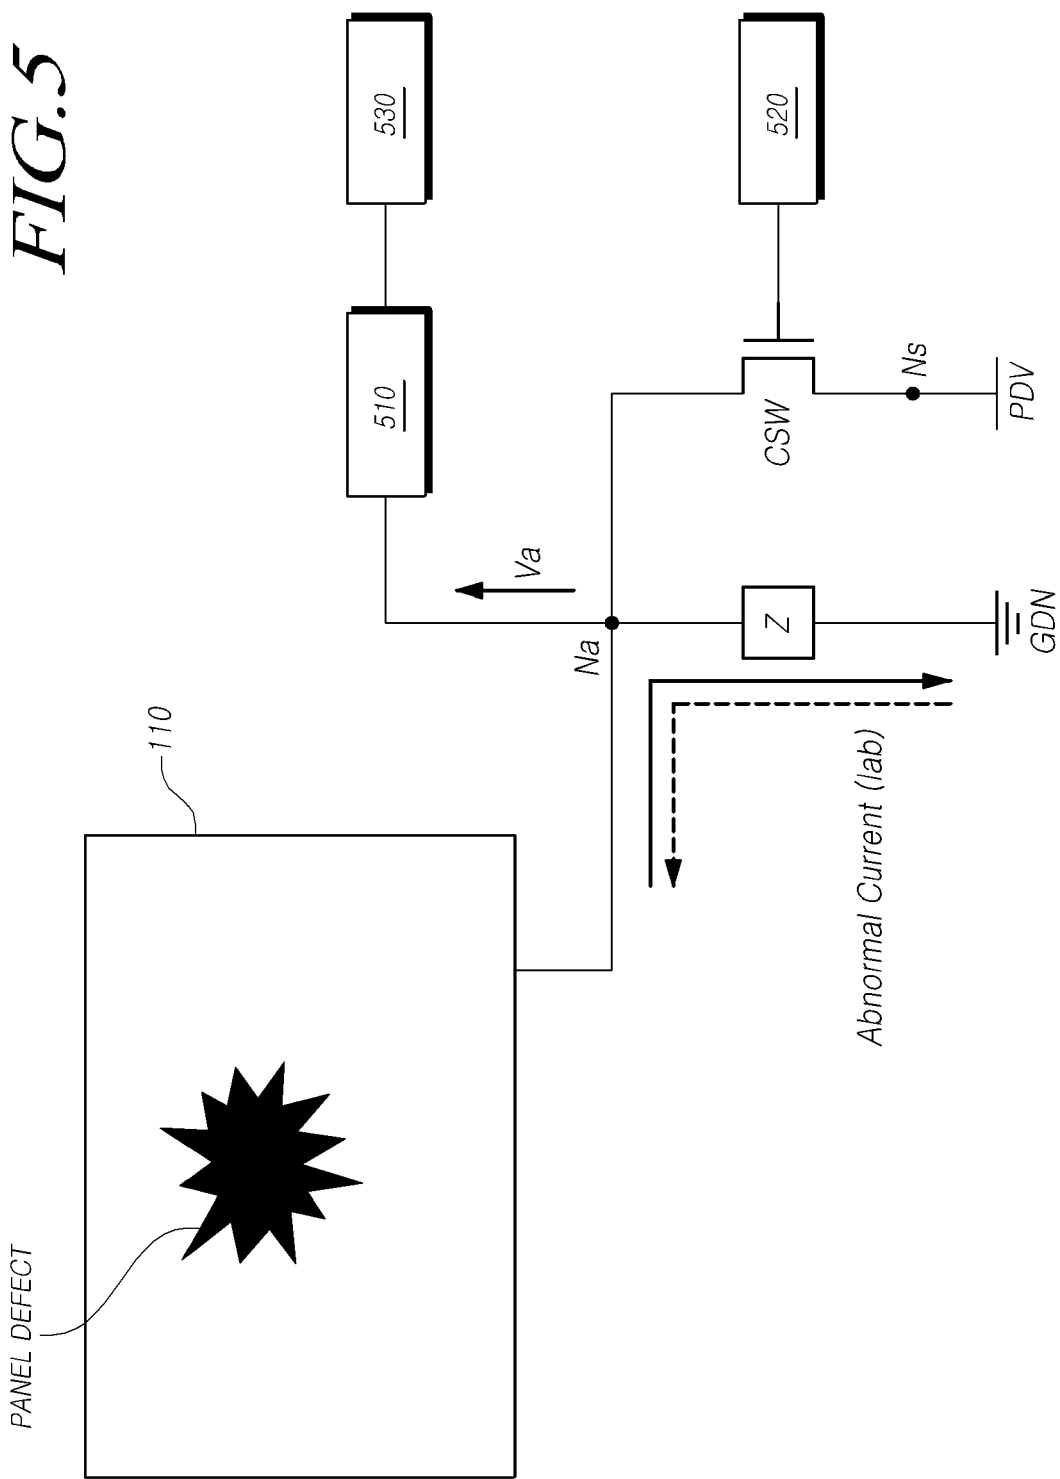 FIG.5
PANEL DEFECT
110
510
530
Va
Na
Z
GDN
CSW
520
Ns
PDV
Abnormal Current (Iab)